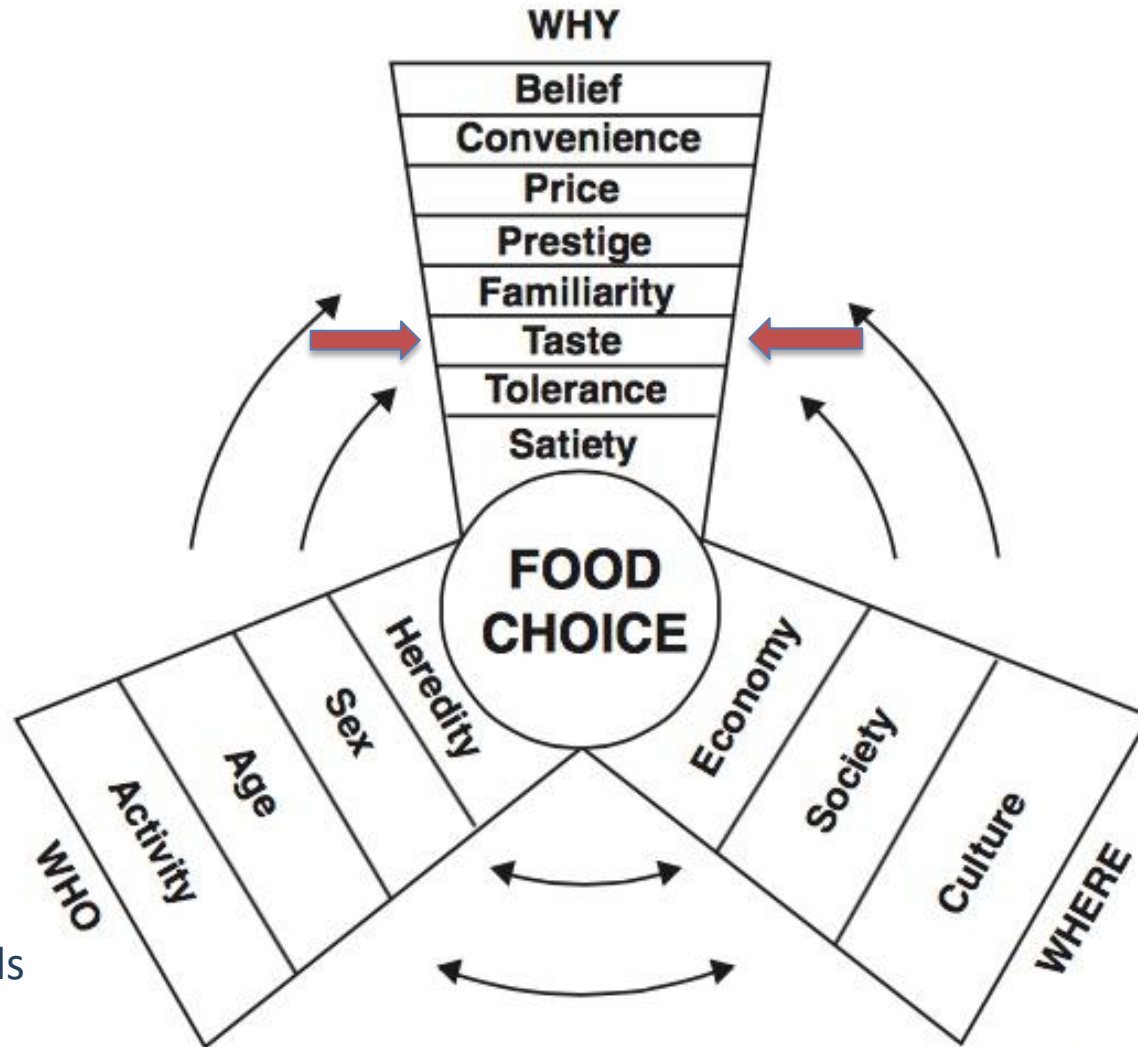 WHY
Belief
Convenience
Price
Prestige
Familiarity
Taste
Tolerance
Satiety
FOOD
CHOICE
Heredity
Sex
Age
Activity
WHO
Economy
Society
Culture
WHERE